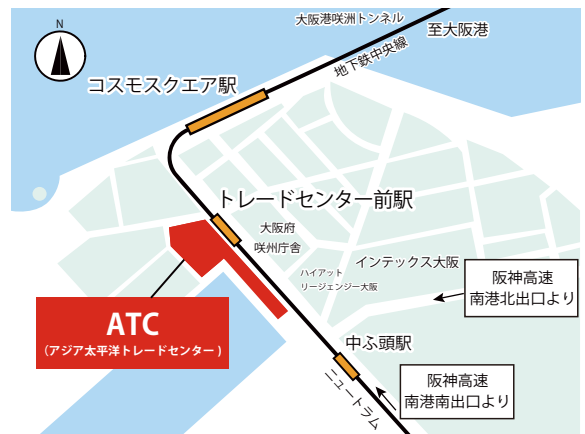 N
大阪港咲洲トンネル
至大阪港
地下鉄中央線
コスモスクエア駅
トレードセンター前駅
大阪府
咲州庁舎
インテックス大阪
ハイアット
リージェンジー大阪
阪神高速
南港北出口より
ATC
(アジア太平洋トレードセンター)
中ふ頭駅
阪神高速
南港南出口より
ニュートラム